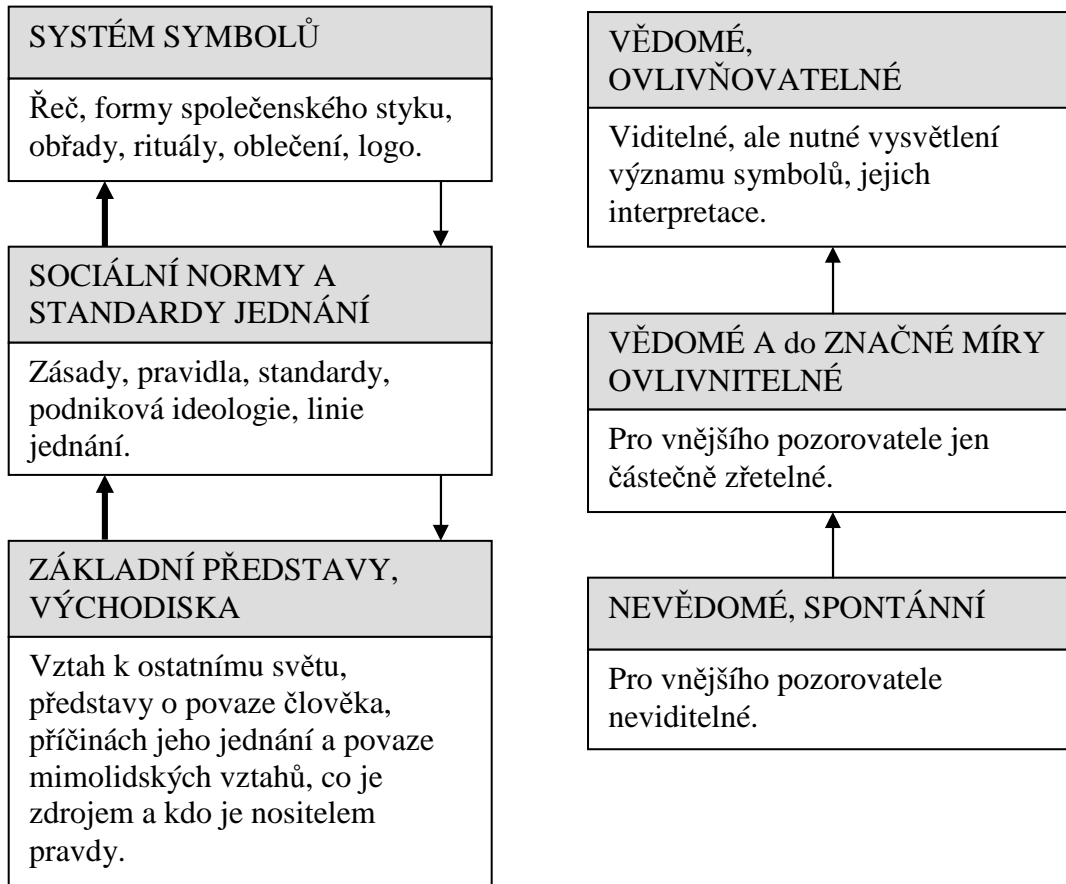 SYSTÉM SYMBOLŮ
Řeč, formy společenského styku,
obřady, rituály, oblečení, logo.
SOCIÁLNÍ NORMY A
STANDARDY JEDNÁNÍ
Zásady, pravidla, standardy,
podniková ideologie, linie
jednání.
ZÁKLADNÍ PŘEDSTAVY,
VÝCHODISKA
Vztah k ostatnímu světu,
představy o povaze člověka,
příčinách jeho jednání a povaze
mimolidských vztahů, co je
zdrojem a kdo je nositelem
pravdy.
VĚDOMÉ,
OVLIVŇOVATELNÉ
Viditelné, ale nutné vysvětlení
významu symbolů, jejich
interpretace.
VĚDOMÉ A do ZNAČNÉ MÍRY
OVLIVNITELNÉ
Pro vnějšího pozorovatele jen
částečně zřetelné.
NEVĚDOMÉ, SPONTÁNNÍ
Pro vnějšího pozorovatele
neviditelné.